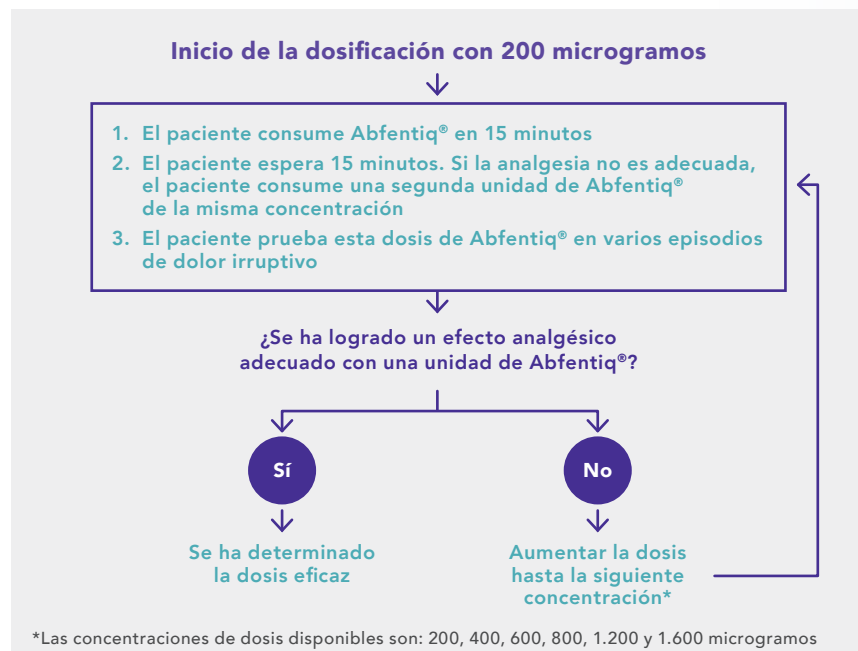 Inicio de la dosificación con 200 microgramos
1. El paciente consume Abfentiq® en 15 minutos
2. El paciente espera 15 minutos. Si la analgesia no es adecuada,
el paciente consume una segunda unidad de Abfentiq®
de la misma concentración
3. El paciente prueba esta dosis de Abfentiq® en varios episodios
de dolor irruptivo
¿Se ha logrado un efecto analgésico
adecuado con una unidad de Abfentiq®?
Sí
No
Se ha determinado
la dosis eficaz
Aumentar la dosis
hasta la siguiente
concentración*
*Las concentraciones de dosis disponibles son: 200, 400, 600, 800, 1.200 y 1.600 microgramos